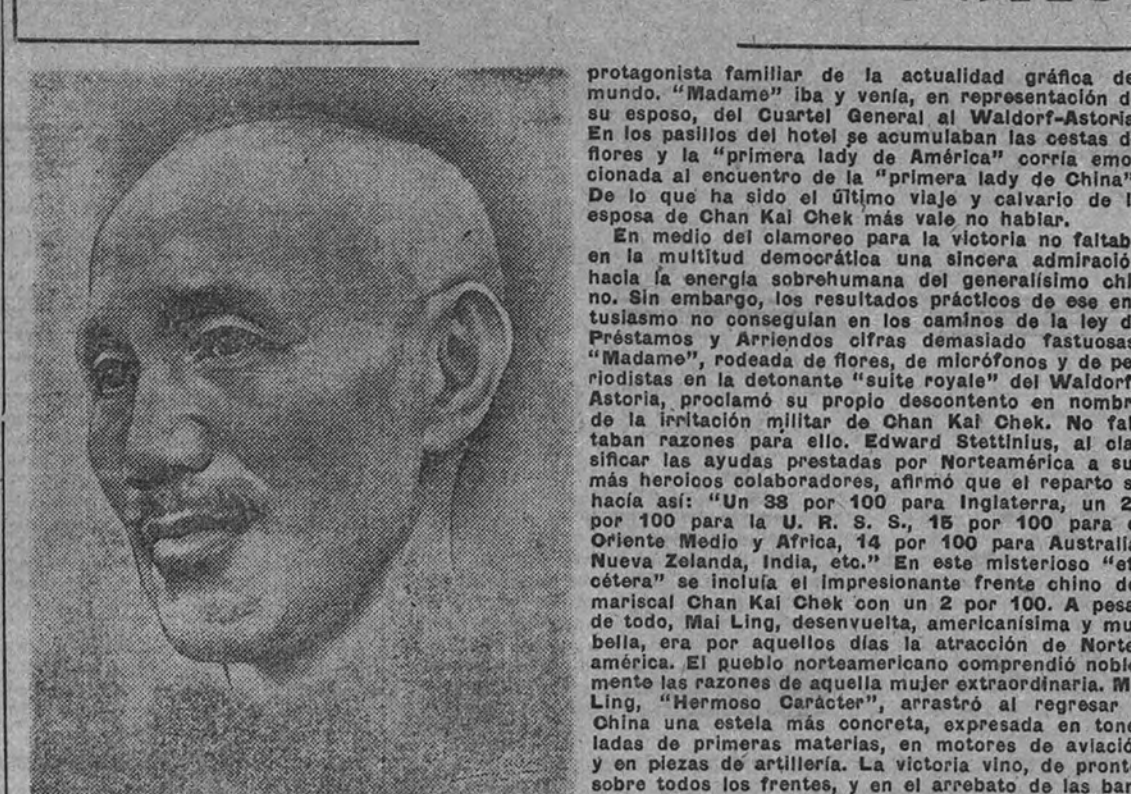 protagonista familiar de la actualidad gráfica de
mundo. “Madame” iba y venía, en representación d
su esposo, del Cuartel General al Waldorf-Astoria
En los pasillos del hotel se acumulaban las cestas d
flores y la “primera lady de América” corría emo
cionada al encuentro de la “primera lady de China”
De lo que ha sido el último viaje y calvario de l
esposa de Chan Kai Chek más vale no hablar.
En medio del clamoreo para la victoria no faltab
en la multitud democrática una sincera admiració
hacia la energía sobrehumana del generalísimo chi
no. Sin embargo, los resultados prácticos de ese en
tusiasmo no conseguían en los caminos de la ley d
Préstamos y Arriendos cifras demasiado fastuosas
“Madame”, rodeada de flores, de micrófonos y de pe
riodistas en la detonante “suite royale” del Waldorf
Astoria, proclamó su propio descontento en nombr
de la irritación militar de Chan Kai Chek. No fal
taban razones para ello. Edward Stettinius, al cla
sificar las ayudas prestadas por Norteamérica a su
más heroicos colaboradores, afirmó que el reparto s
hacía así: “Un 38 por 100 para Inglaterra, un 2
por 100 para la U. R. S. S., 15 por 100 para e
Oriente Medio y Africa, 14 por 100 para Australia
Nueva Zelanda, India, etc.” En este misterioso “et
cétera” se incluía el impresionante frente chino de
mariscal Chan Kai Chek con un 2 por 100. A pesa
de todo, Mai Ling, desenvuelta, americanísima y mu
bella, era por aquellos días la atracción de Norte
américa. El pueblo norteamericano comprendió noble
mente las razones de aquella mujer extraordinaria. M
Ling, “Hermoso Carácter”, arrastró al regresar
China una estela más concreta, expresada en tone
ladas de primeras materias, en motores de aviació
y en piezas de artillería. La victoria vino, de pronto
sobre todos los frentes, y en el arrebato de las ban